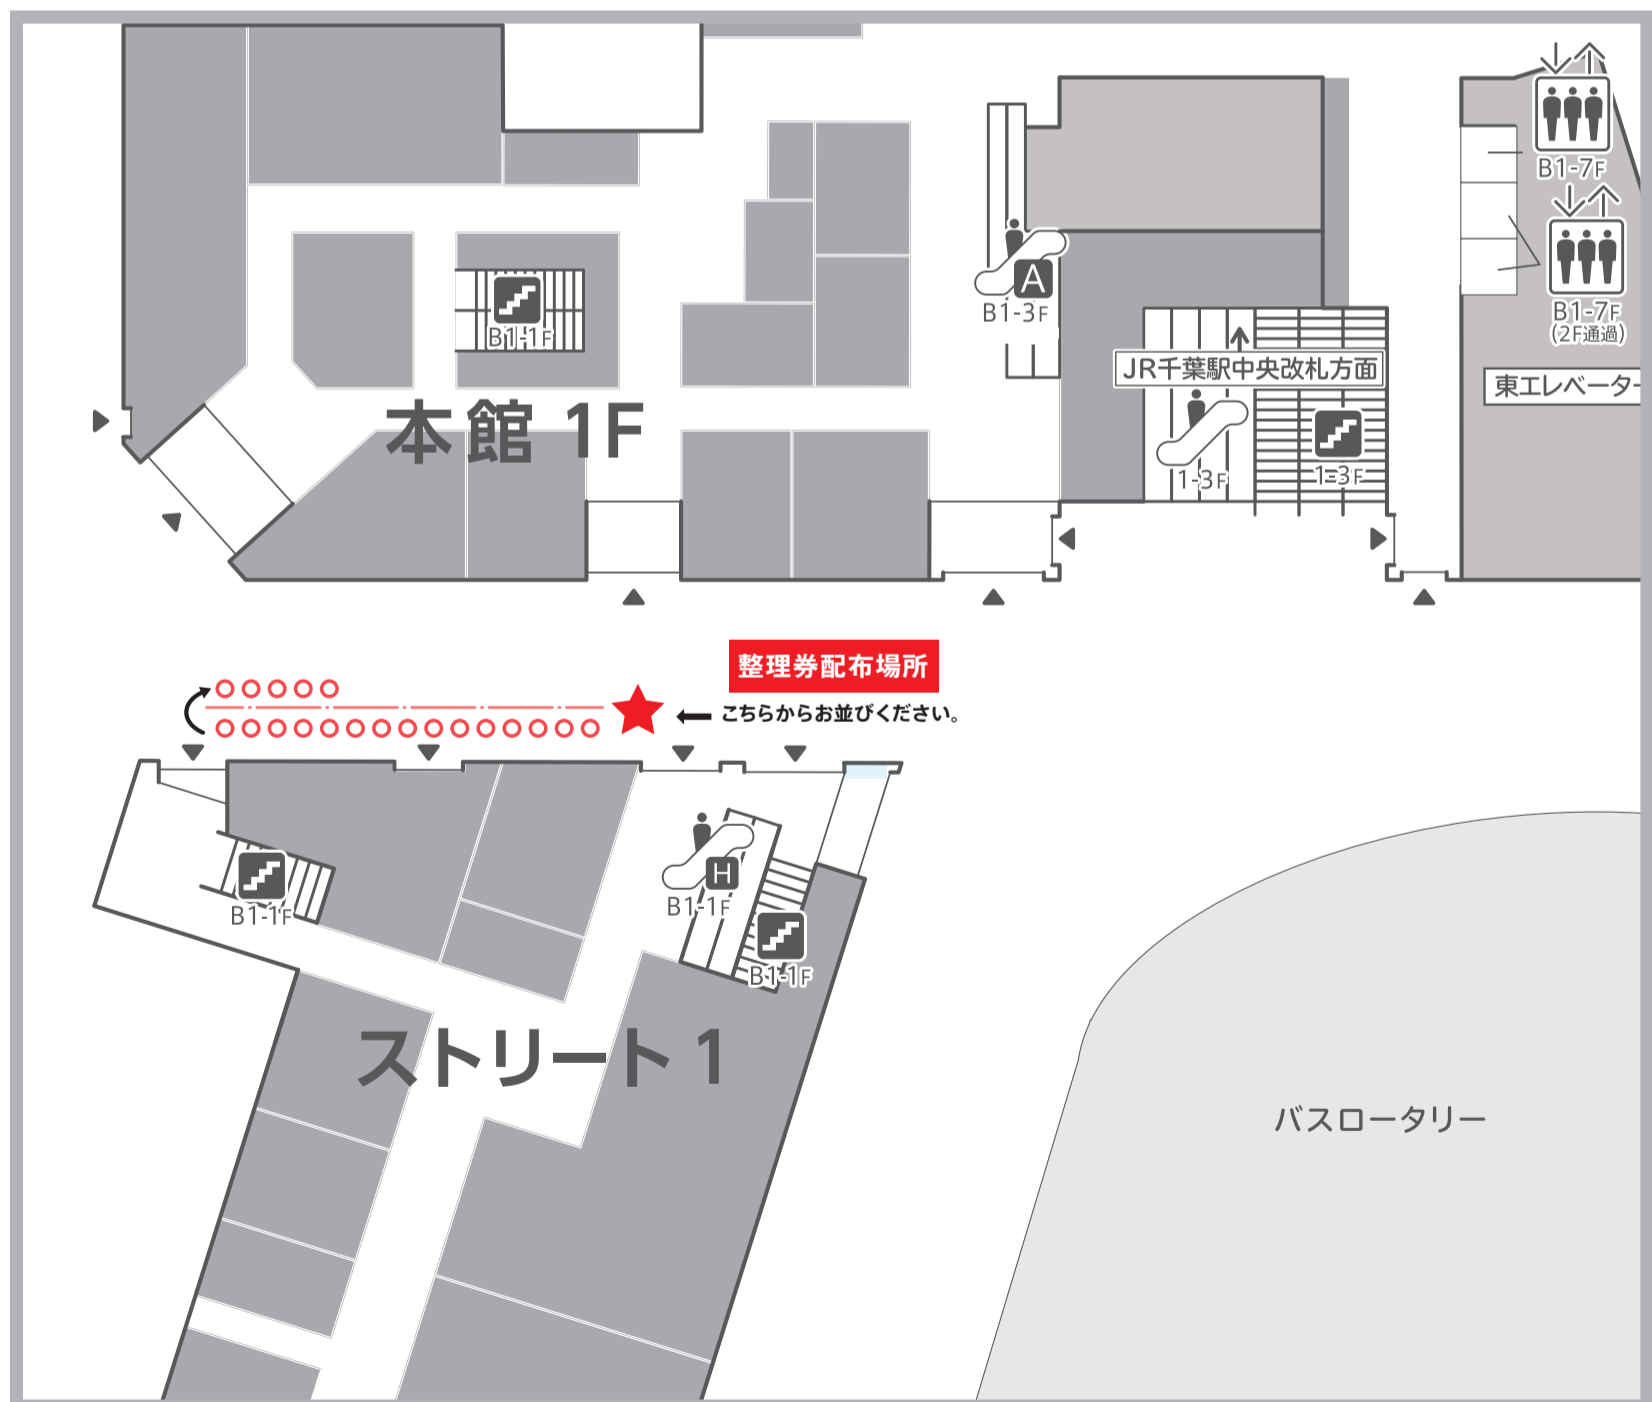 B1-7F
B1-7F
(2F通過)
東エレベータ
A
B1-3F
B1-1F
JR千葉駅中央改札方面
1-3F
1-3F
本館 1F
整理券配布場所
こちらからお並びください。
H
B1-1F
B1-1F
B1-1F
ストリート1
バスロータリー